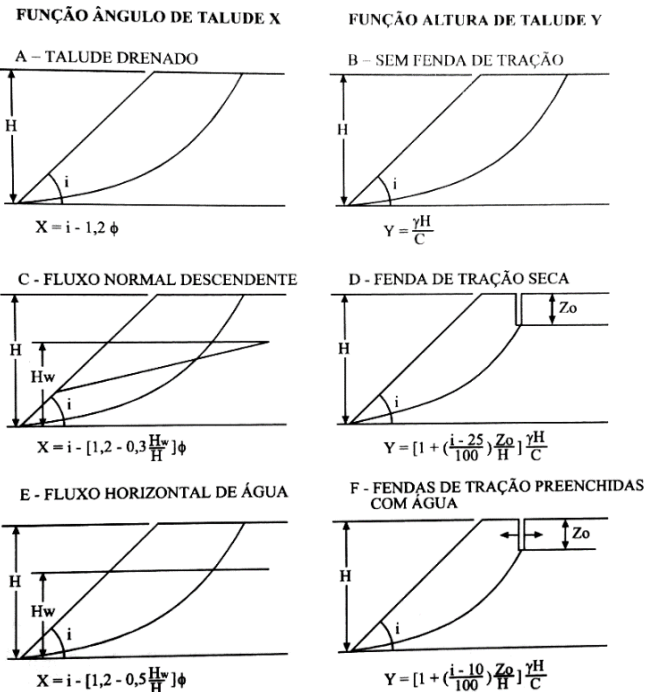 FUNÇÃO ÂNGULO DE TALUDE X
FUNÇÃO ALTURA DE TALUDE Y
A – TALUDE DRENADO
H
i
X = i - 1,2 ϕ
B – SEM FENDA DE TRAÇÃO
H
i
Y = γH/C
C - FLUXO NORMAL DESCENDENTE
H
Hw
i
X = i - [1,2 - 0,3 Hw/H ]ϕ
D - FENDA DE TRAÇÃO SECA
Zo
H
i
Y = [1 + (i - 25/100) Zo/H ] γH/C
E - FLUXO HORIZONTAL DE ÁGUA
H
Hw
i
X = i - [1,2 - 0,5 Hw/H ]ϕ
F - FENDAS DE TRAÇÃO PREENCHIDAS
COM ÁGUA
Zo
H
i
Y = [1 + (i - 10/100) Zo/H ] γH/C